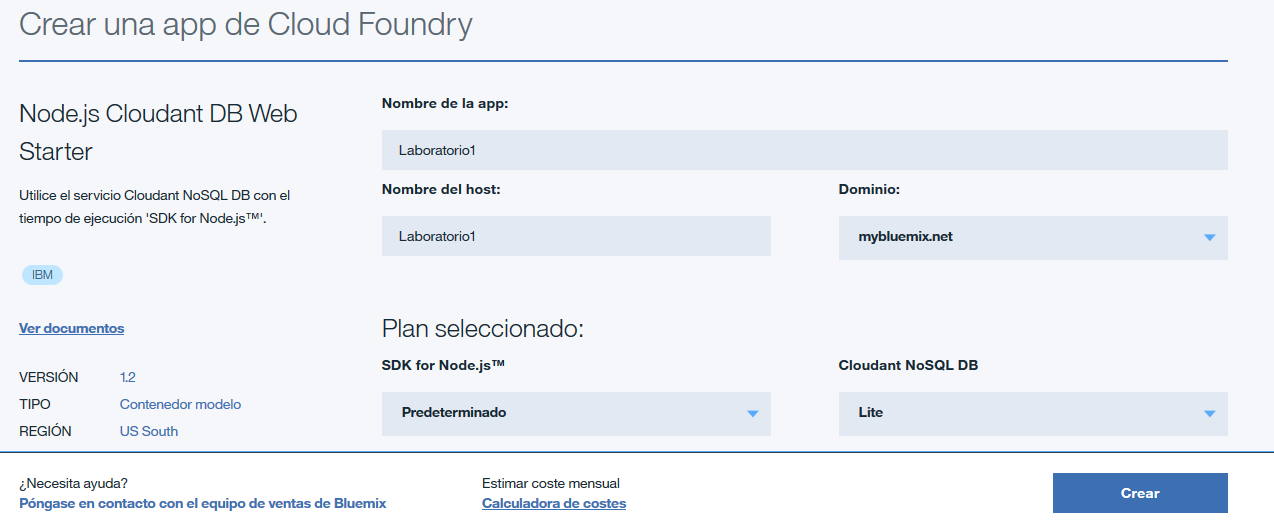 Crear una app de Cloud Foundry
Node.js Cloudant DB Web
Starter
Utilice el servicio Cloudant NoSQL DB con el
tiempo de ejecución 'SDK for Node.js™'.
IBM
Ver documentos
VERSIÓN 1.2
TIPO Contenedor modelo
REGIÓN US South
Nombre de la app:
Laboratorio1
Nombre del host: Dominio:
Laboratorio1 mybluemix.net
Plan seleccionado:
SDK for Node.js™ Cloudant NoSQL DB
Predeterminado Lite
¿Necesita ayuda? Estimar coste mensual
Póngase en contacto con el equipo de ventas de Bluemix Calculadora de costes
Crear